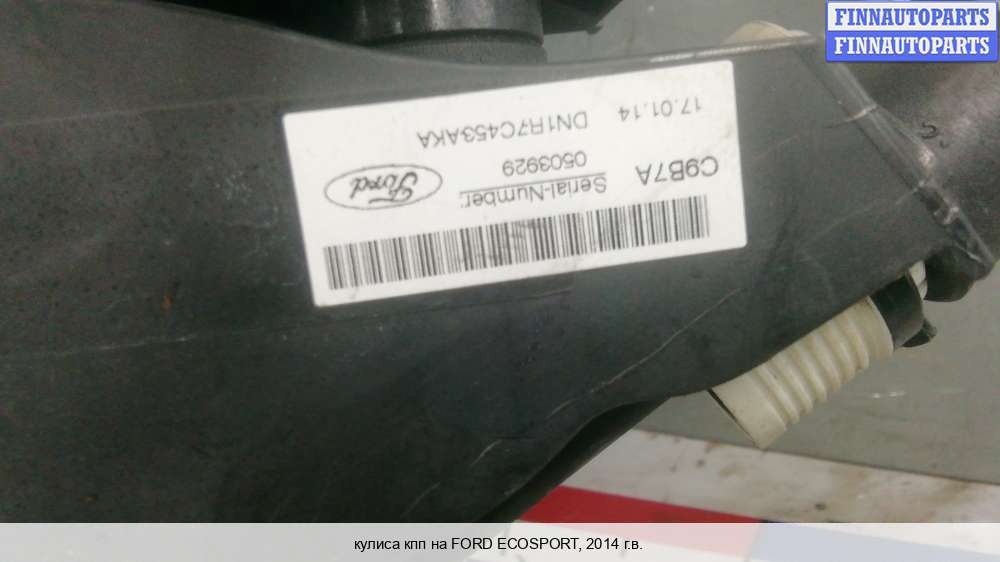 FINNAUTOPARTS
FINNAUTOPARTS
C9B7A
17.01.14
Serial-Number:
0503929
DN1R7C453AKA
Ford
кулиса кпп на FORD ECOSPORT, 2014 г.в.